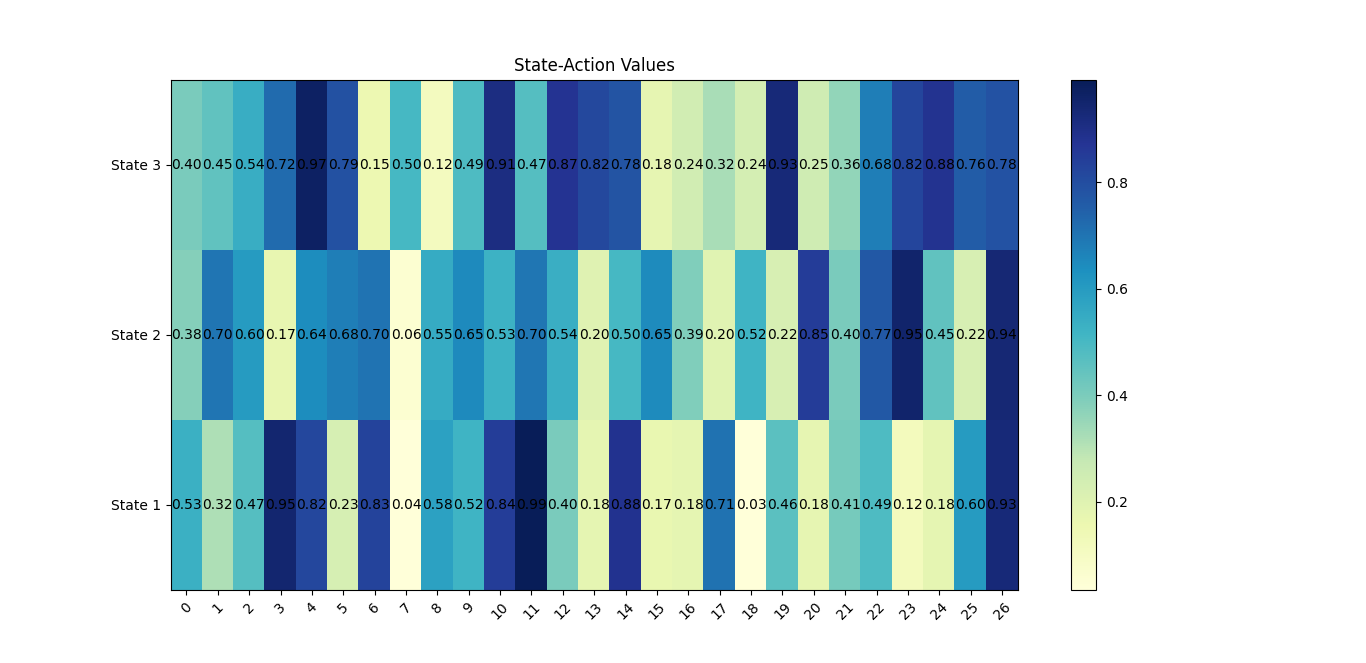 State-Action Values
State 3 0.40 0.45 0.54 0.72 0.97 0.79 0.15 0.50 0.12 0.49 0.91 0.47 0.87 0.82 0.78 0.18 0.24 0.32 0.24 0.93 0.25 0.36 0.68 0.82 0.88 0.76 0.78
State 2 0.38 0.70 0.60 0.17 0.64 0.68 0.70 0.06 0.55 0.65 0.53 0.70 0.54 0.20 0.50 0.65 0.39 0.20 0.52 0.22 0.85 0.40 0.77 0.95 0.45 0.22 0.94
State 1 0.53 0.32 0.47 0.95 0.82 0.23 0.83 0.04 0.58 0.52 0.84 0.99 0.40 0.18 0.88 0.17 0.18 0.71 0.03 0.46 0.18 0.41 0.49 0.12 0.18 0.60 0.93
0 1 2 3 4 5 6 7 8 9 10 11 12 13 14 15 16 17 18 19 20 21 22 23 24 25 26
0.8
0.6
0.4
0.2